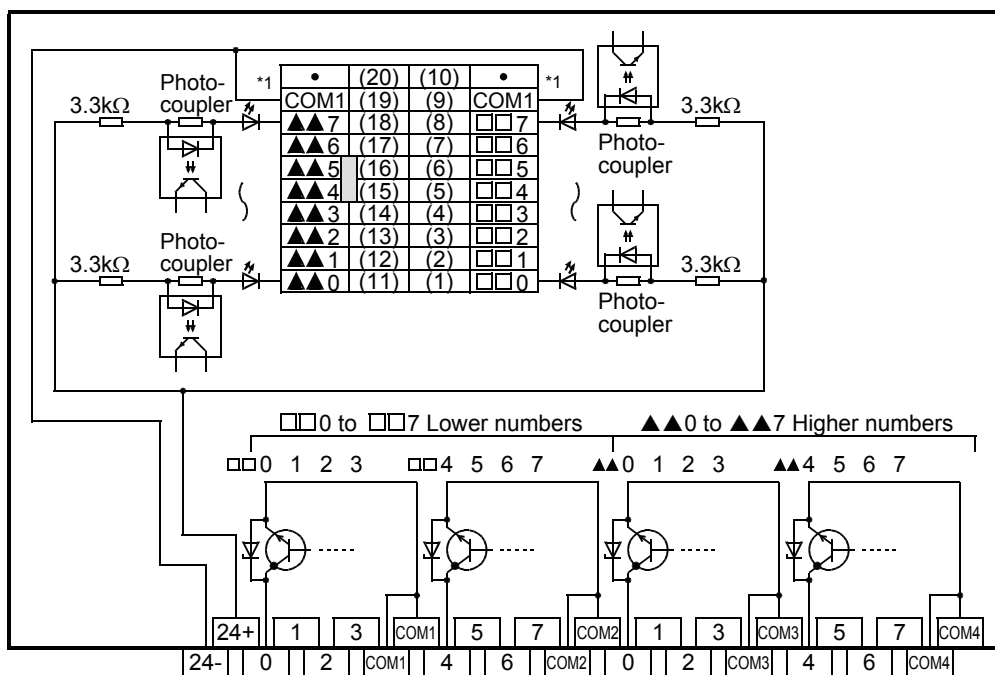 *1 • (20) (10) • *1
Photo-
coupler
3.3kΩ
COM1 (19) (9) COM1
▲▲7 (18) (8) □□7
3.3kΩ
▲▲6 (17) (7) □□6
Photo-
coupler
▲▲5 (16) (6) □□5
▲▲4 (15) (5) □□4
▲▲3 (14) (4) □□3
▲▲2 (13) (3) □□2
Photo-
coupler
3.3kΩ
▲▲1 (12) (2) □□1
3.3kΩ
▲▲0 (11) (1) □□0
Photo-
coupler
□□0 to □□7 Lower numbers ▲▲0 to ▲▲7 Higher numbers
□□0 1 2 3 □□4 5 6 7 ▲▲0 1 2 3 ▲▲4 5 6 7
24+ 1 3 COM1 5 7 COM2 1 3 COM3 5 7 COM4
24- 0 2 COM1 4 6 COM2 0 2 COM3 4 6 COM4